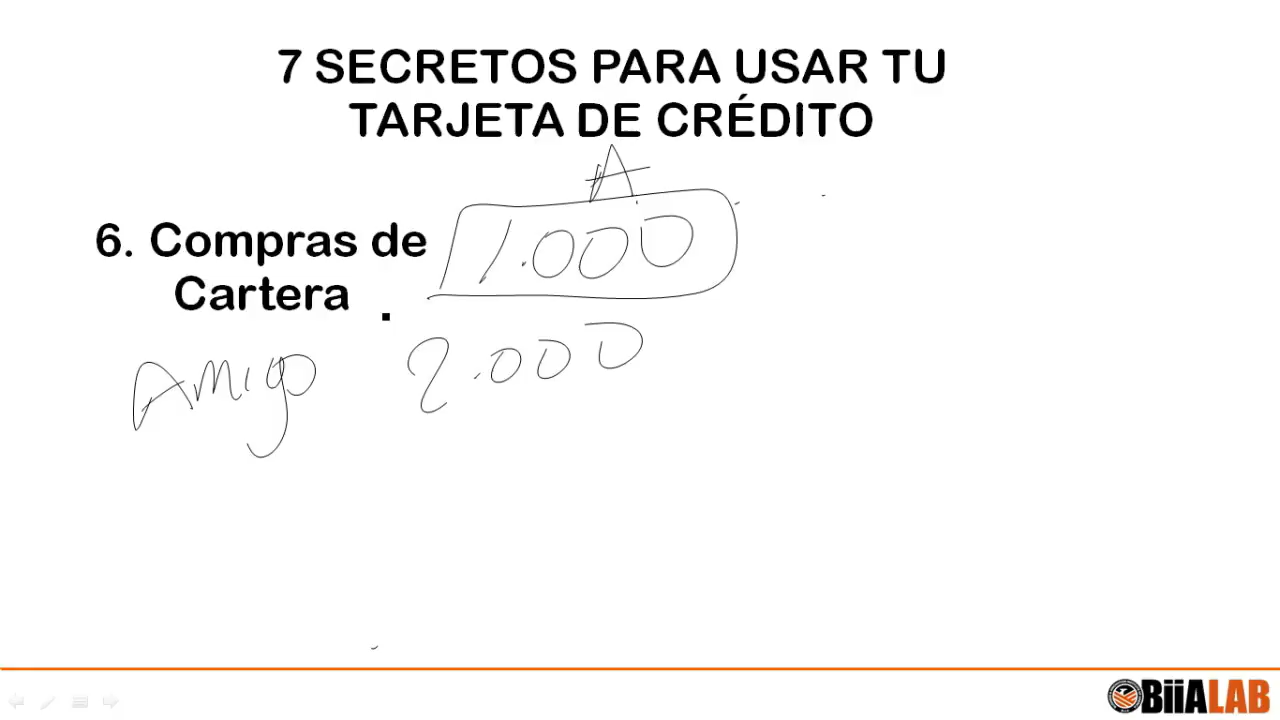 7 SECRETOS PARA USAR TU
TARJETA DE CRÉDITO
A
6. Compras de
Cartera .
1.000
Amigo 2.000
BiiALAB